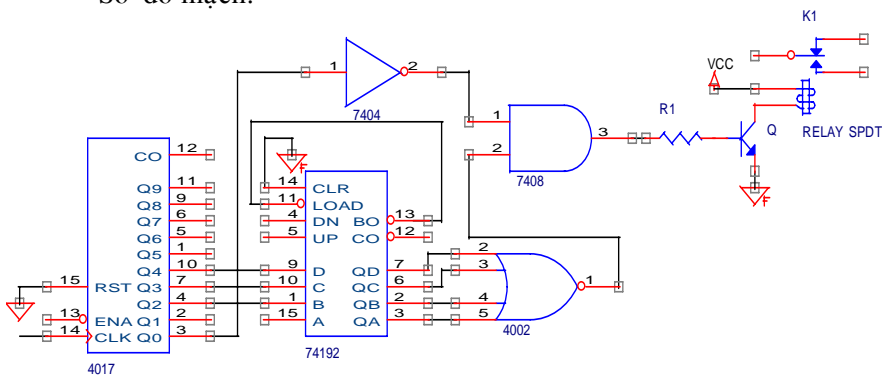 Sơ đồ mạch:
K1
VCC
RELAY SPDT
1
2
7404
1
2
3
7408
R1
Q
F
F
12
CO
11
Q9
9
Q8
6
Q7
5
Q6
1
Q5
10
Q4
7
Q3
4
Q2
2
Q1
3
Q0
15
RST
13
ENA
14
CLK
4017
14
CLR
11
LOAD
4
DN
5
UP
9
D
10
C
1
B
15
A
BO
13
CO
12
QD
7
QC
6
QB
2
QA
3
74192
2
3
4
5
1
4002